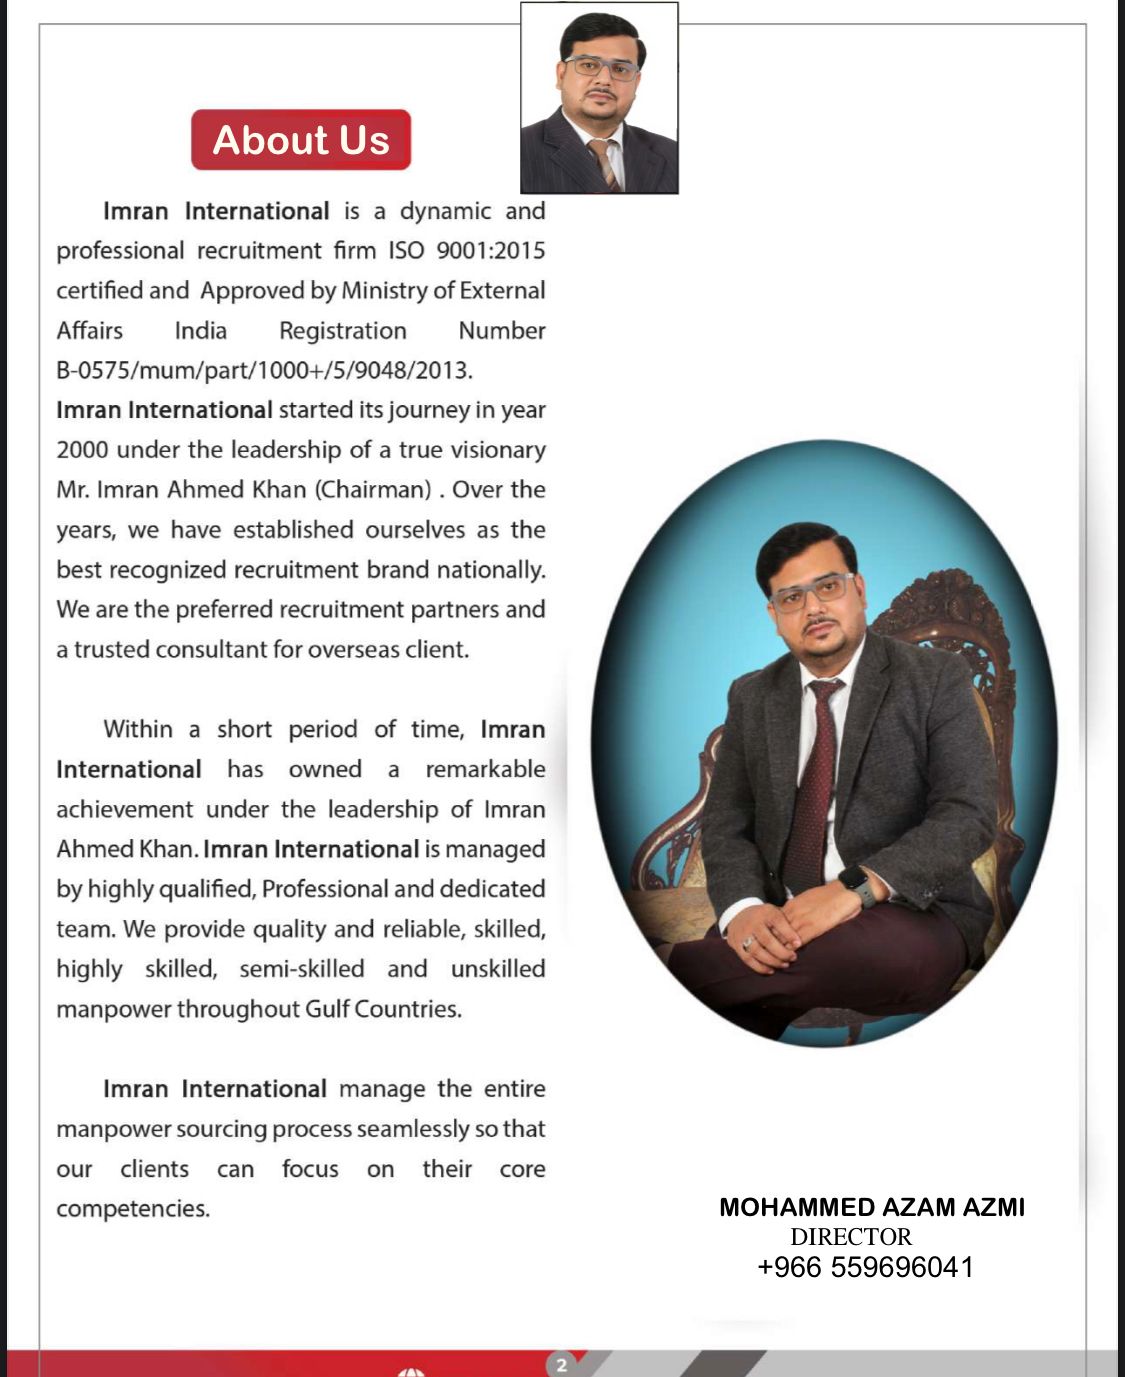 About Us
Imran International is a dynamic and
professional recruitment firm ISO 9001:2015
certified and Approved by Ministry of External
Affairs India Registration Number
B-0575/mum/part/1000+/5/9048/2013.
Imran International started its journey in year
2000 under the leadership of a true visionary
Mr. Imran Ahmed Khan (Chairman) . Over the
years, we have established ourselves as the
best recognized recruitment brand nationally.
We are the preferred recruitment partners and
a trusted consultant for overseas client.
Within a short period of time, Imran
International has owned a remarkable
achievement under the leadership of Imran
Ahmed Khan. Imran International is managed
by highly qualified, Professional and dedicated
team. We provide quality and reliable, skilled,
highly skilled, semi-skilled and unskilled
manpower throughout Gulf Countries.
Imran International manage the entire
manpower sourcing process seamlessly so that
our clients can focus on their core
competencies.
MOHAMMED AZAM AZMI
DIRECTOR
+966 559696041
2